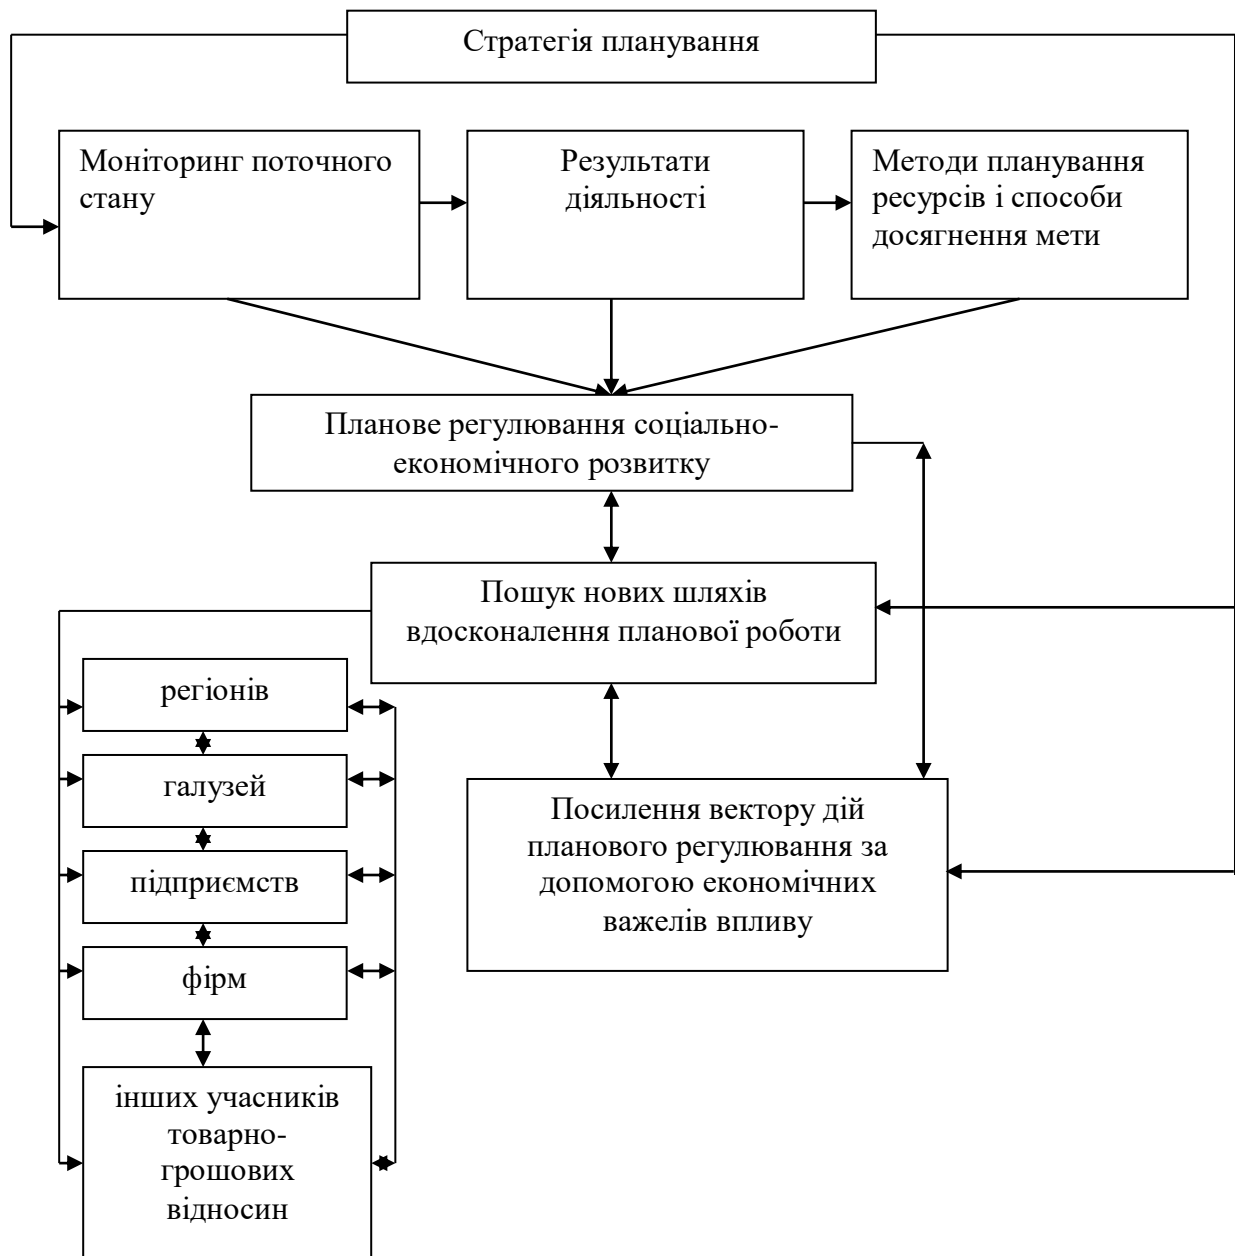 Стратегія планування
Моніторинг поточного
стану
Результати
діяльності
Методи планування
ресурсів і способи
досягнення мети
Планове регулювання соціально-
економічного розвитку
Пошук нових шляхів
вдосконалення планової роботи
регіонів
галузей
підприємств
фірм
інших учасників
товарно-
грошових
відносин
Посилення вектору дій
планового регулювання за
допомогою економічних
важелів впливу